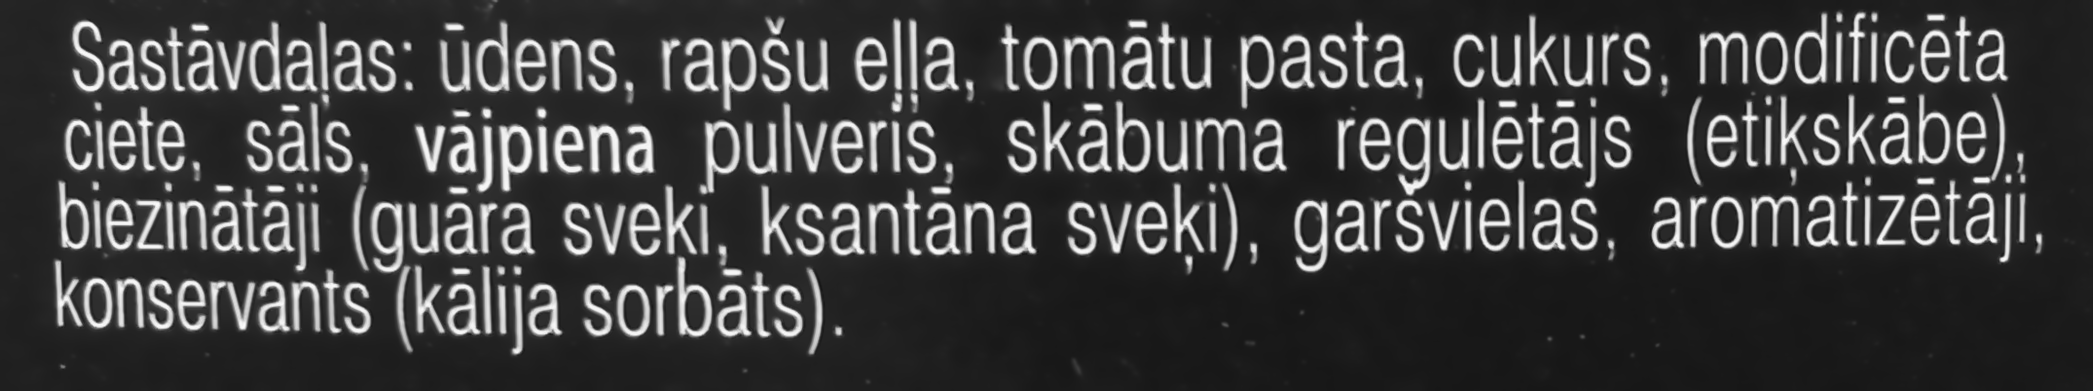 Sastāvdaļas: ūdens, rapšu eļļa, tomātu pasta, cukurs, modificēta
ciete, sāls, vājpiena pulveris, skābuma regulētājs (etiķskābe),
biezinātāji (guāra sveķi, ksantāna sveķi), garšvielas, aromatizētāji,
konservants (kālija sorbāts).